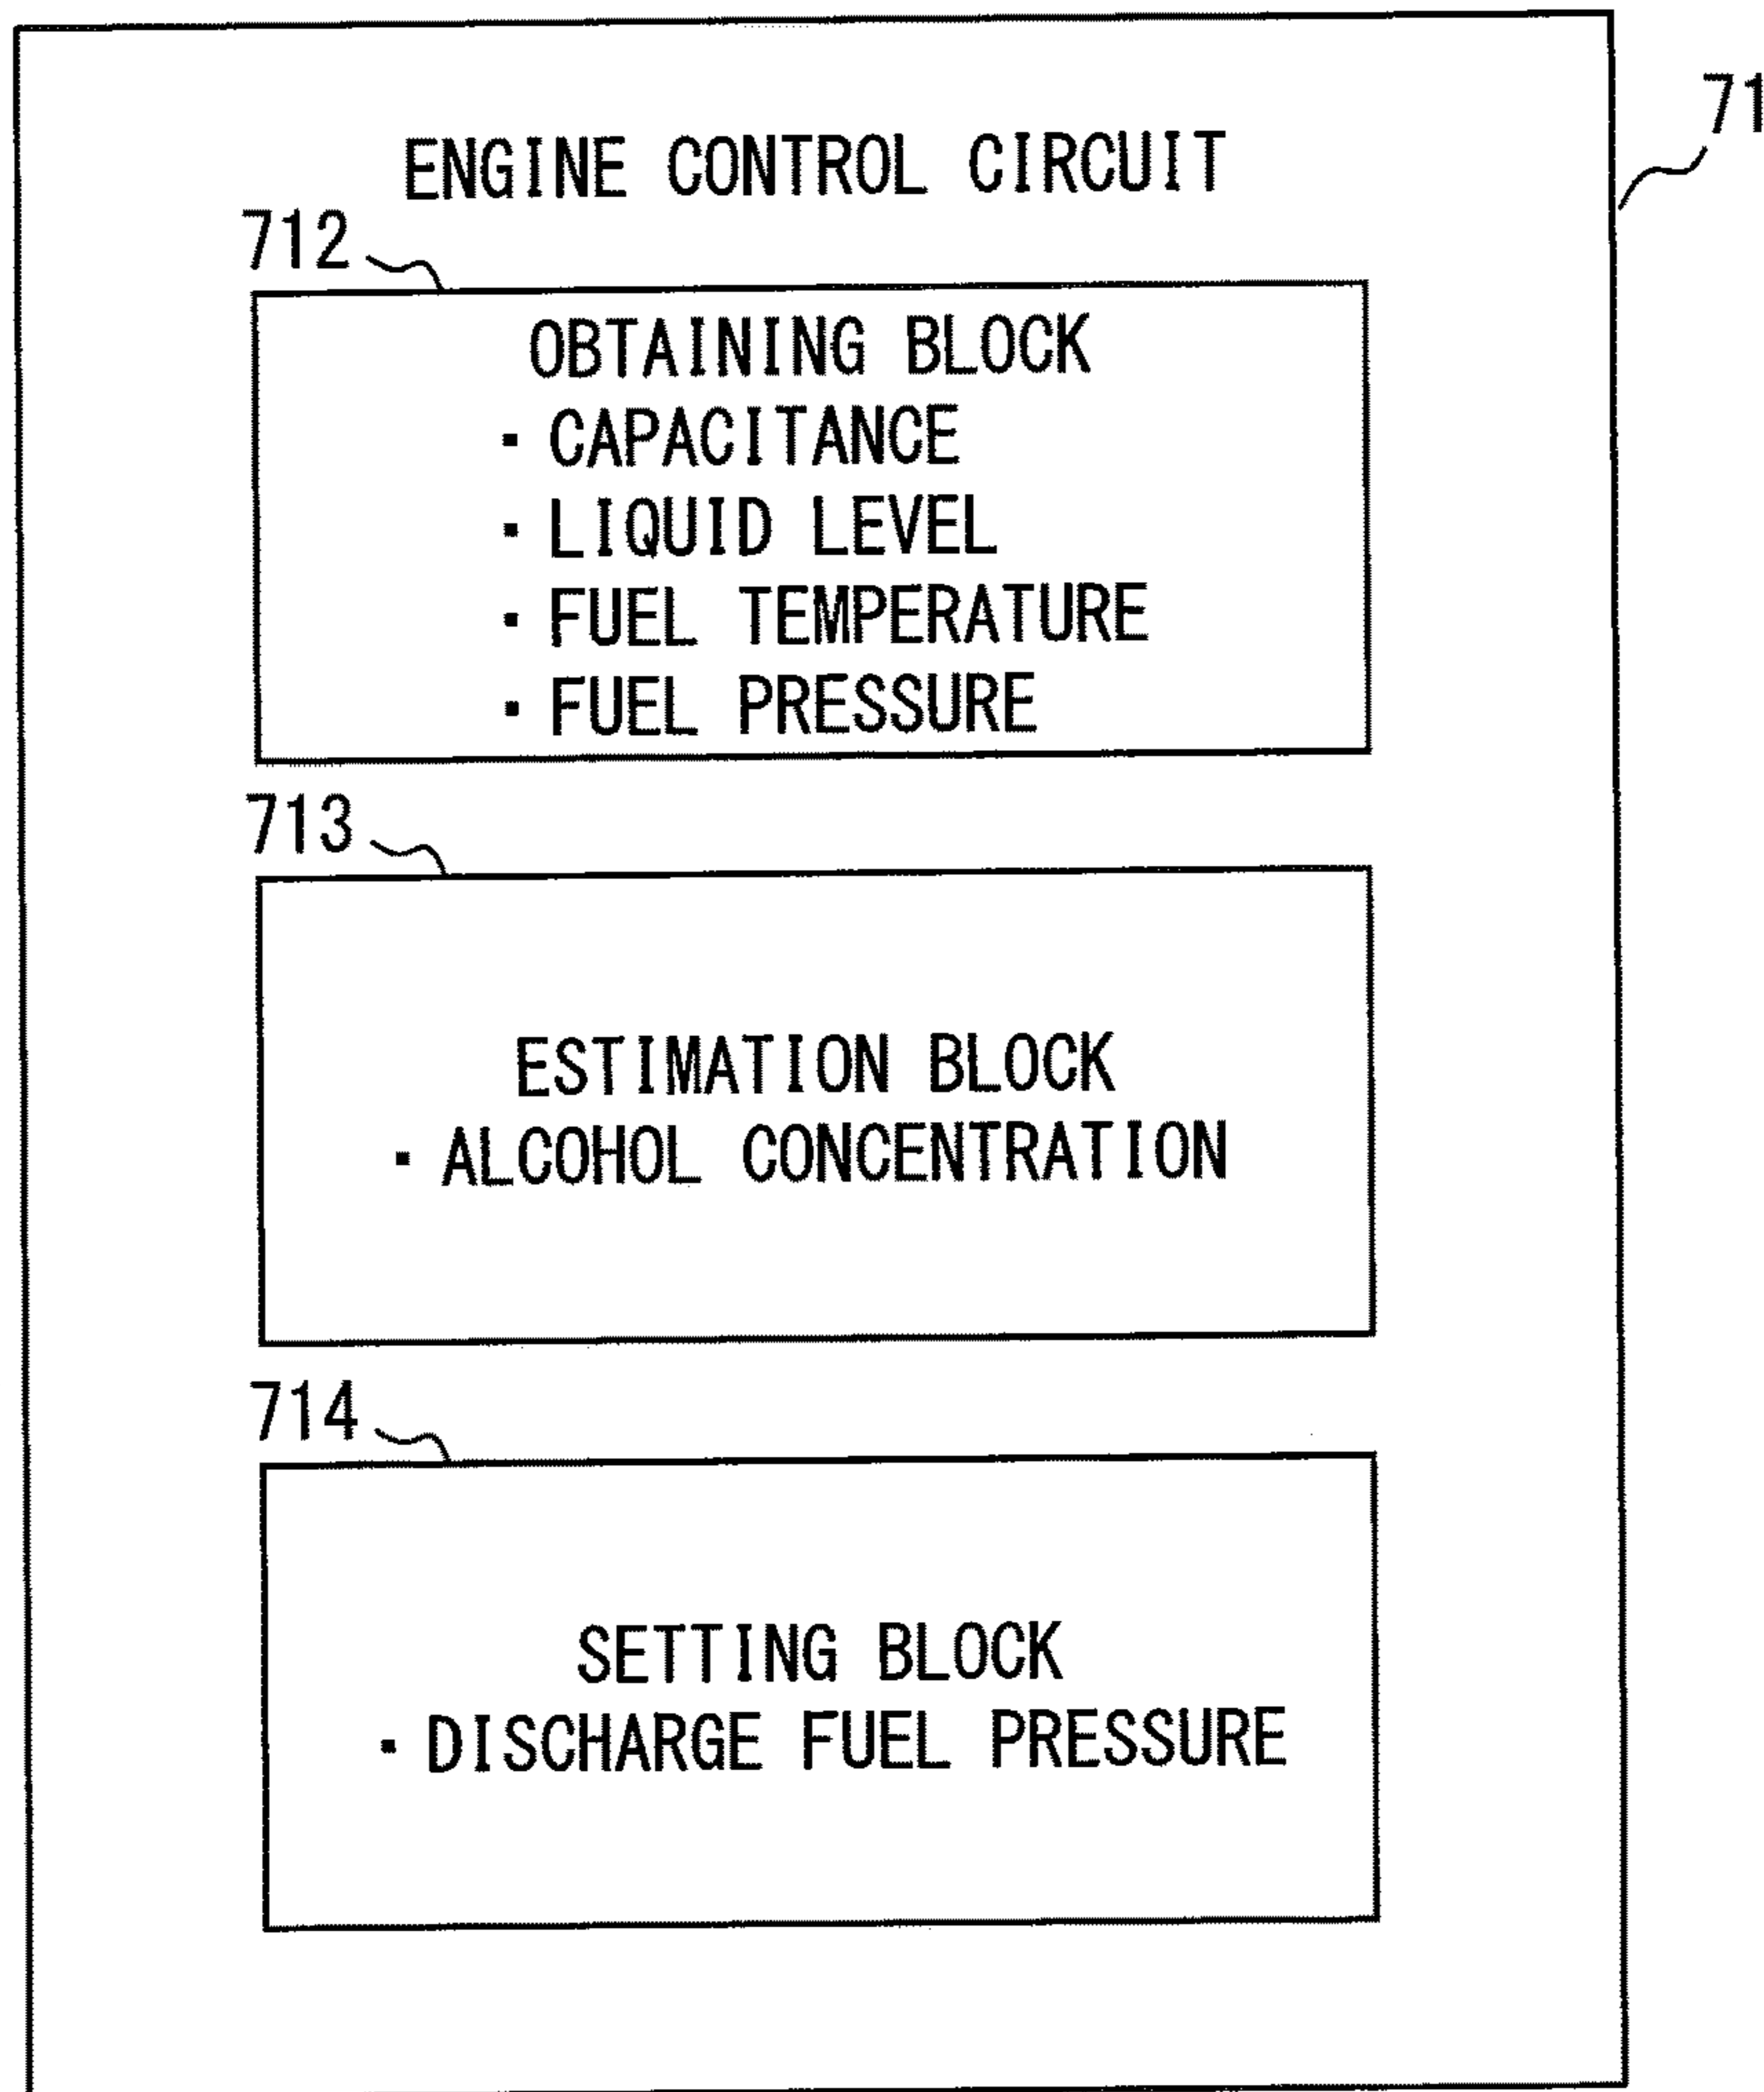 71
ENGINE CONTROL CIRCUIT
712
OBTAINING BLOCK
・CAPACITANCE
・LIQUID LEVEL
・FUEL TEMPERATURE
・FUEL PRESSURE
713
ESTIMATION BLOCK
・ALCOHOL CONCENTRATION
714
SETTING BLOCK
・DISCHARGE FUEL PRESSURE